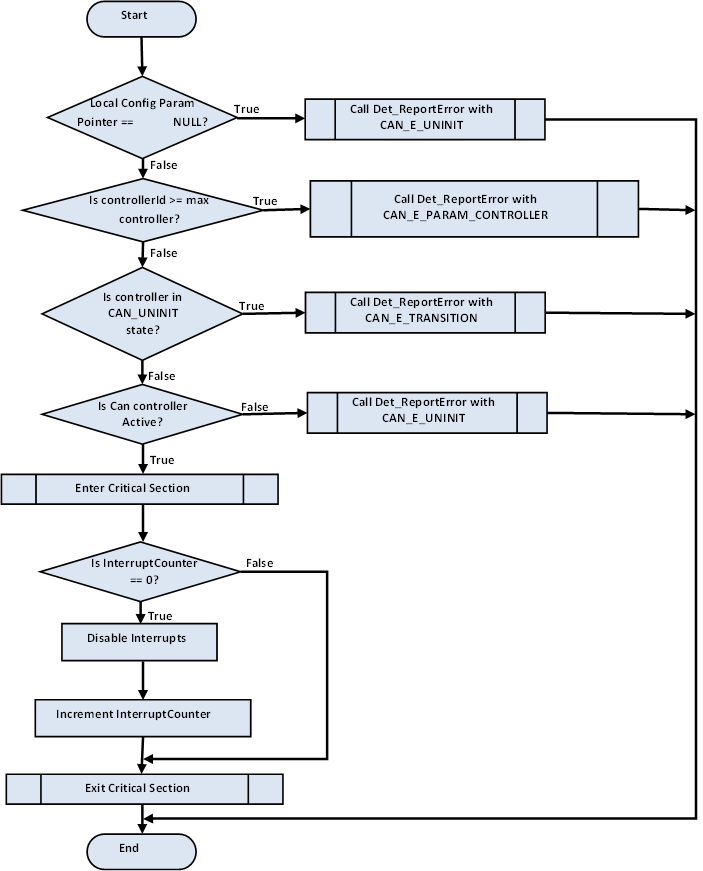 Start
Local Config Param
Pointer == NULL?
True
Call Det_ReportError with
CAN_E_UNINIT
False
Is controllerId >= max
controller?
True
Call Det_ReportError with
CAN_E_PARAM_CONTROLLER
False
Is controller in
CAN_UNINIT
state?
True
Call Det_ReportError with
CAN_E_TRANSITION
False
Is Can controller
Active?
False
Call Det_ReportError with
CAN_E_UNINIT
True
Enter Critical Section
Is InterruptCounter
== 0?
False
True
Disable Interrupts
Increment InterruptCounter
Exit Critical Section
End